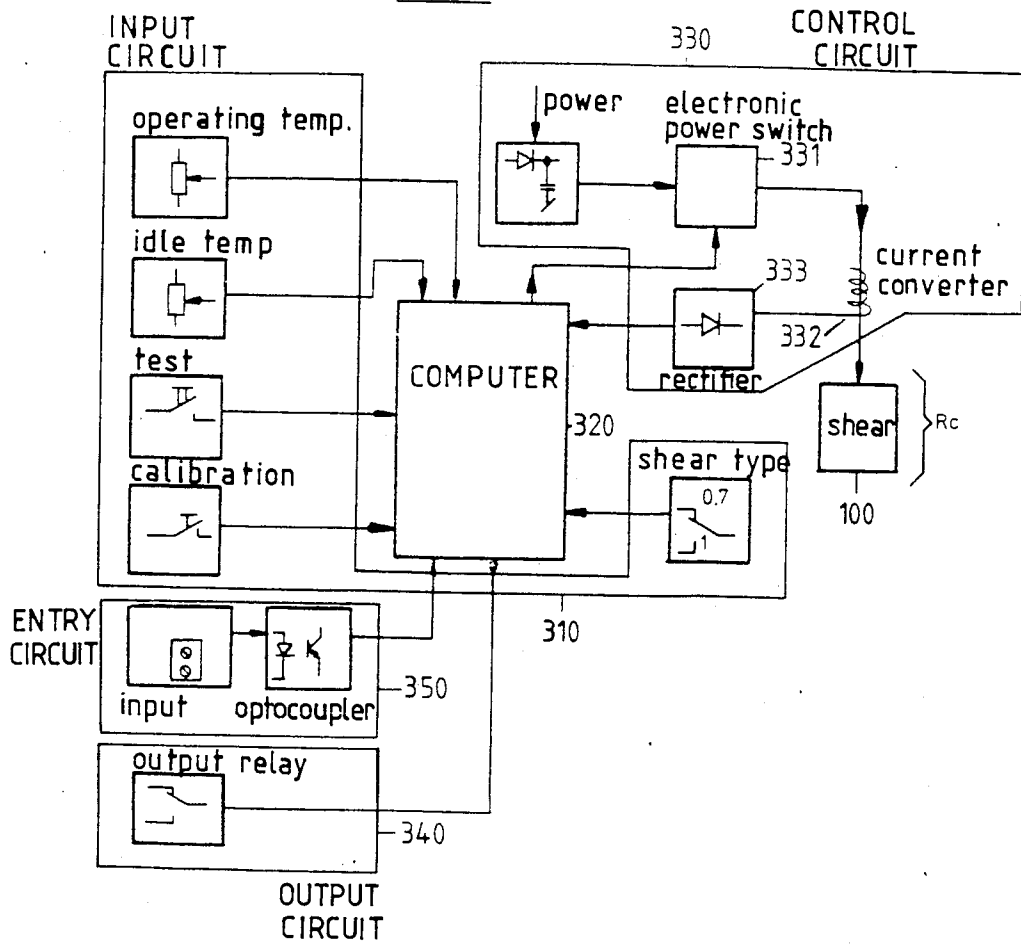 INPUT
CIRCUIT
330
CONTROL
CIRCUIT
operating temp.
power
electronic
power switch
331
idle temp
333
current
converter
332
rectifier
test
COMPUTER
320
shear
Rc
100
calibration
shear type
0.7
1
310
ENTRY
CIRCUIT
input
optocoupler
350
output relay
340
OUTPUT
CIRCUIT